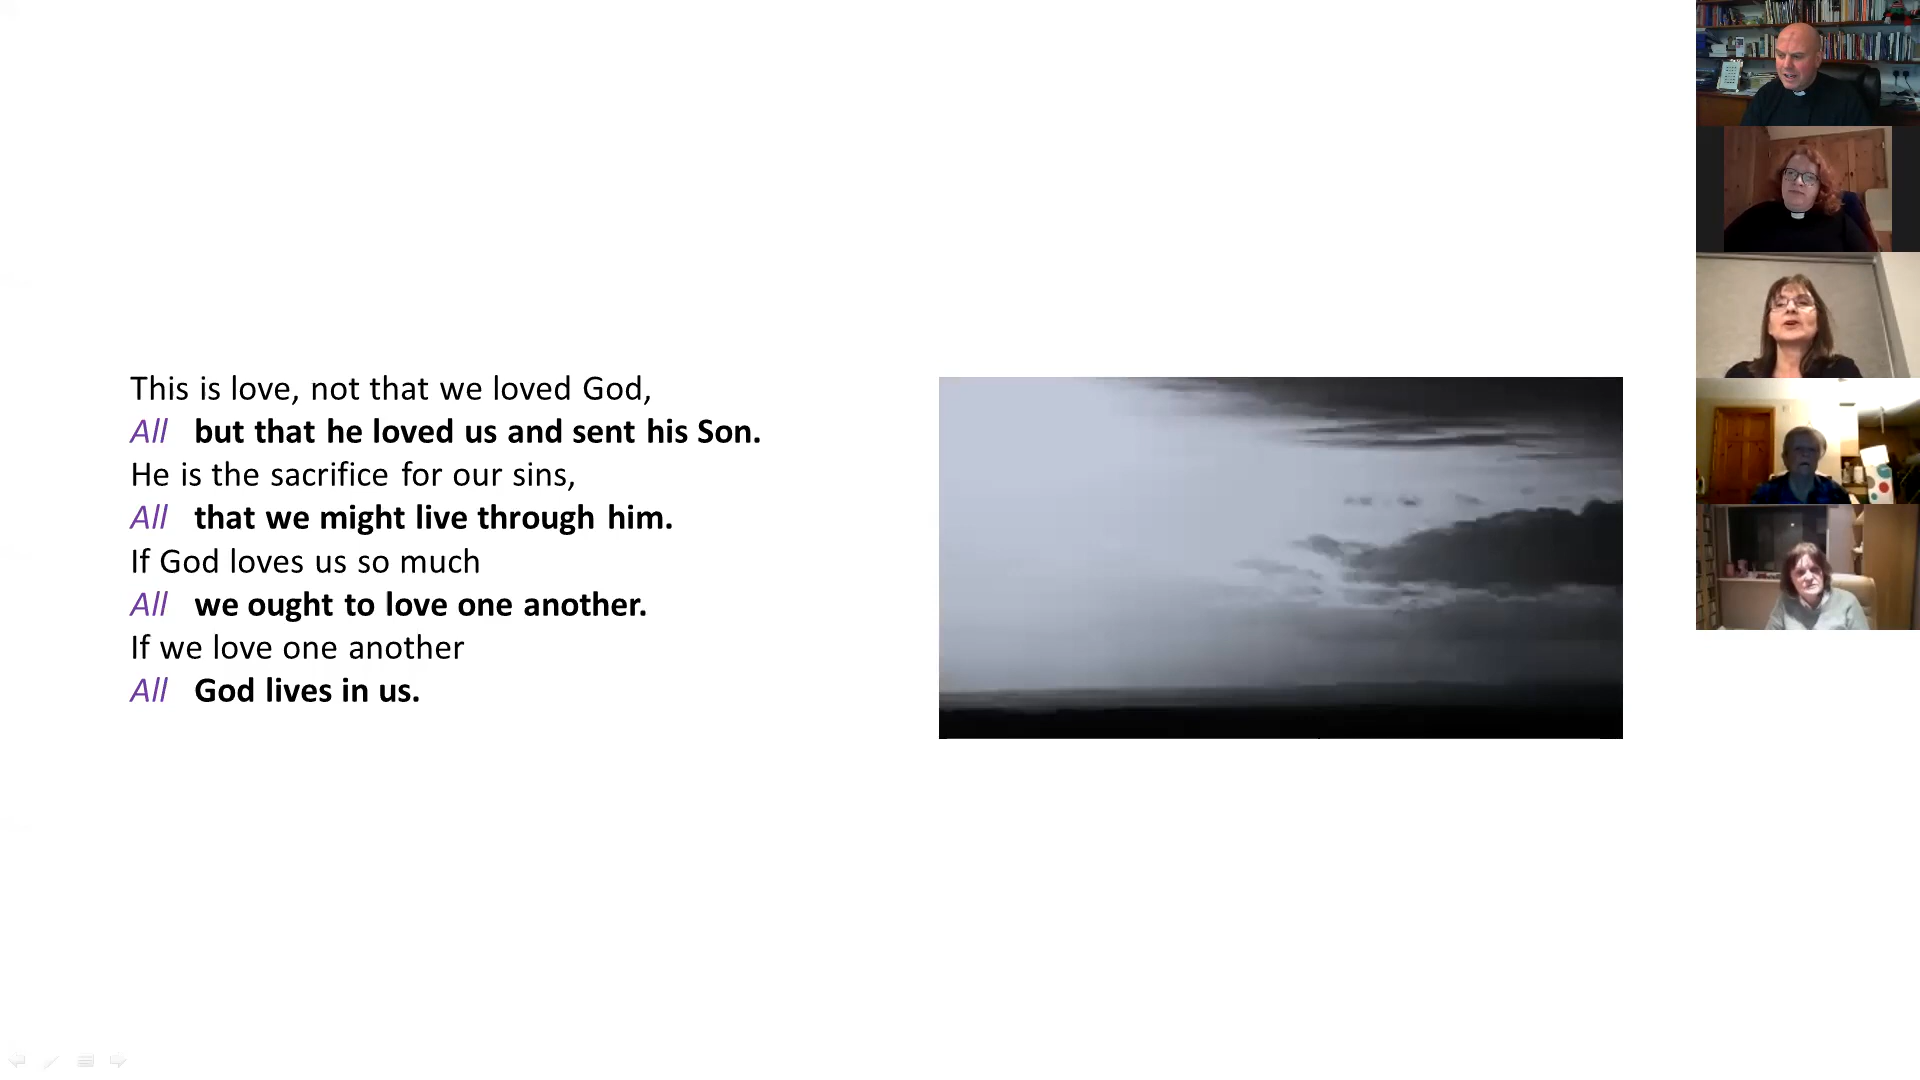 This is love, not that we loved God,
All but that he loved us and sent his Son.
He is the sacrifice for our sins,
All that we might live through him.
If God loves us so much
All we ought to love one another.
If we love one another
All God lives in us.